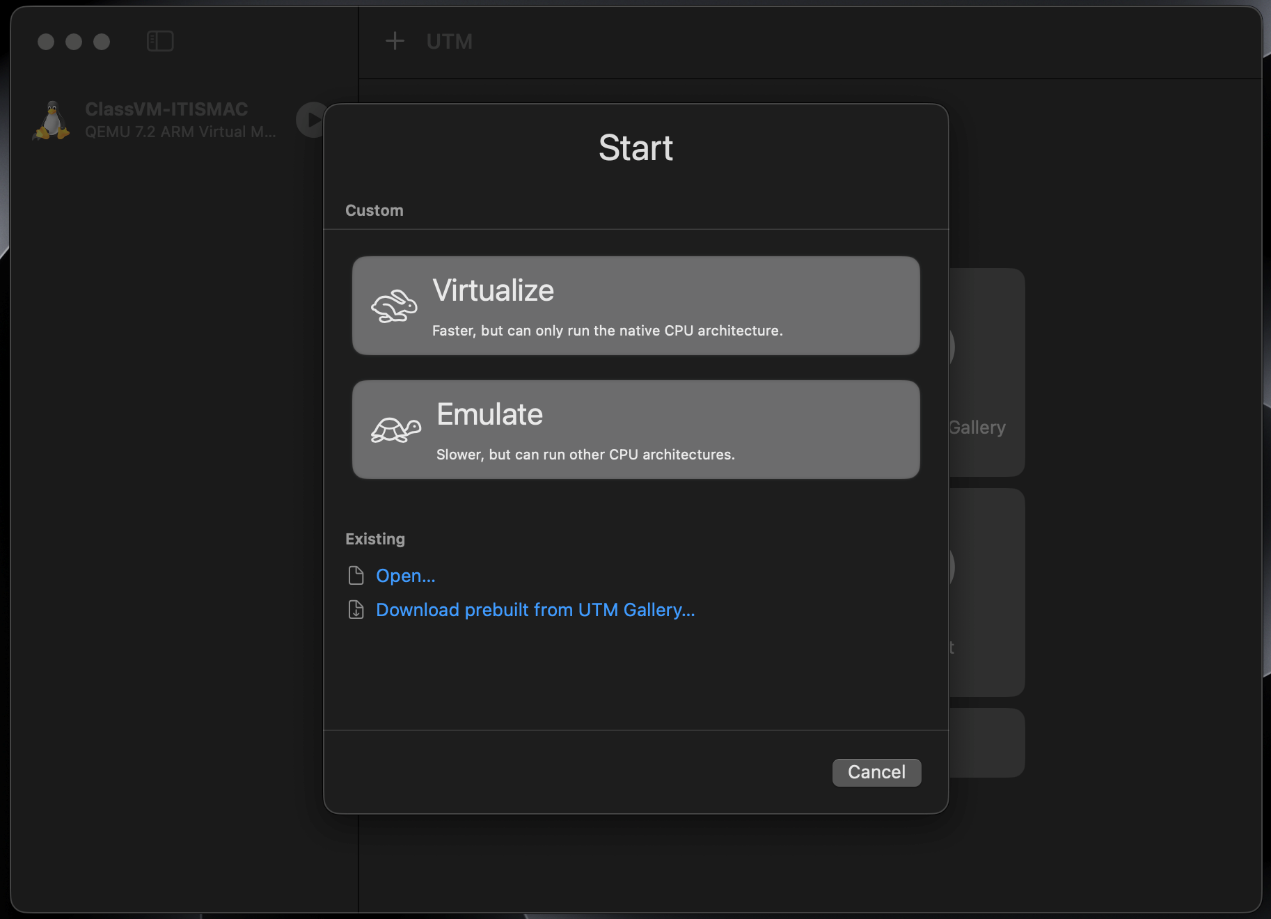 UTM
ClassVM-ITISMAC
QEMU 7.2 ARM Virtual M...
Start
Custom
Virtualize
Faster, but can only run the native CPU architecture.
Emulate
Slower, but can run other CPU architectures.
Gallery
Existing
Open...
Download prebuilt from UTM Gallery...
t
Cancel